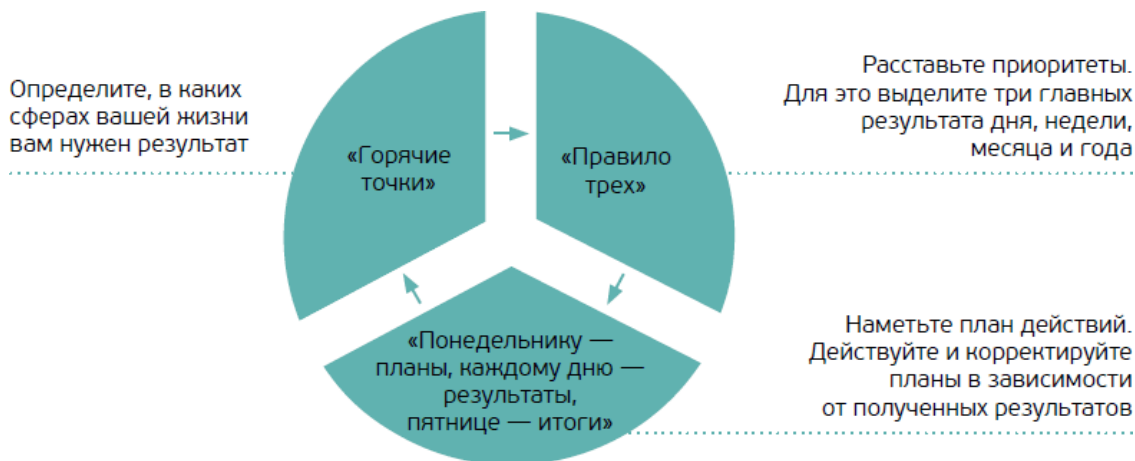 Определите, в каких
сферах вашей жизни
вам нужен результат
«Горячие
точки»
«Правило
трех»
Расставьте приоритеты.
Для это выделите три главных
результата дня, недели,
месяца и года
«Понедельнику —
планы, каждому дню —
результаты,
пятнице — итоги»
Наметьте план действий.
Действуйте и корректируйте
планы в зависимости
от полученных результатов